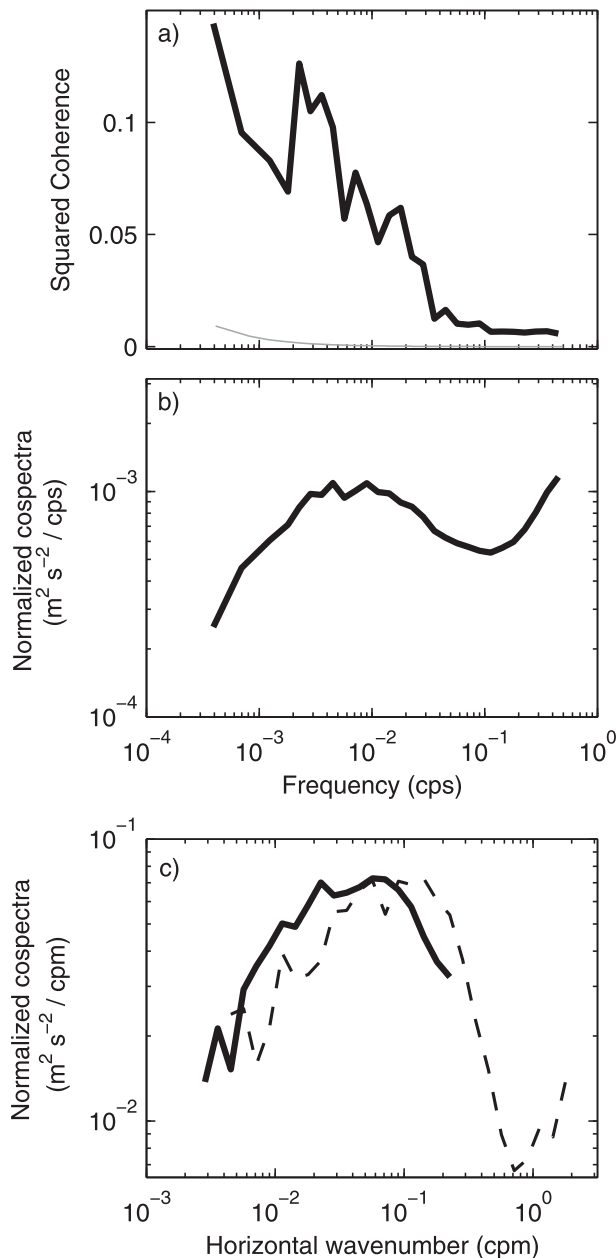 a)
Squared Coherence
0.1
0.05
0
b)
Normalized cospectra
(m² s⁻² / cps)
10⁻³
10⁻⁴
10⁻⁴ 10⁻³ 10⁻² 10⁻¹ 10⁰
Frequency (cps)
c)
Normalized cospectra
(m² s⁻² / cpm)
10⁻¹
10⁻²
10⁻³ 10⁻² 10⁻¹ 10⁰
Horizontal wavenumber (cpm)